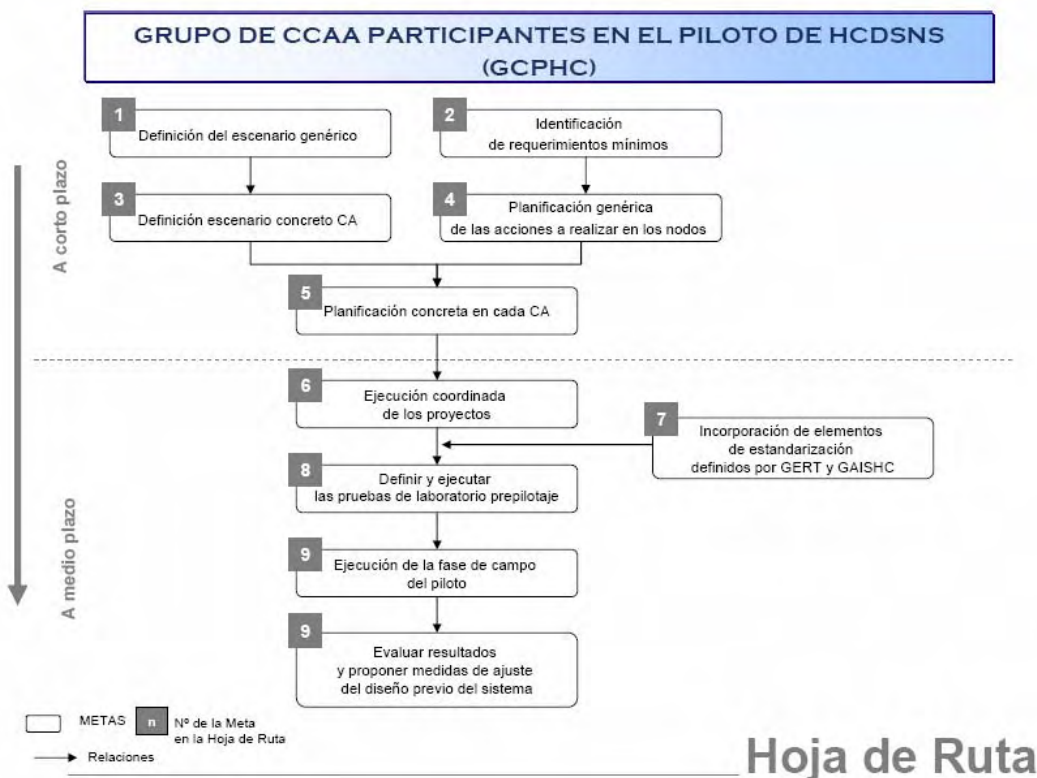 GRUPO DE CCAA PARTICIPANTES EN EL PILOTO DE HCDSNS
(GCPHC)
A corto plazo
1
Definición del escenario genérico
2
Identificación
de requerimientos mínimos
3
Definición escenario concreto CA
4
Planificación genérica
de las acciones a realizar en los nodos
5
Planificación concreta en cada CA
A medio plazo
6
Ejecución coordinada
de los proyectos
7
Incorporación de elementos
de estandarización
definidos por GERT y GAISHC
8
Definir y ejecutar
las pruebas de laboratorio prepilotaje
9
Ejecución de la fase de campo
del piloto
9
Evaluar resultados
y proponer medidas de ajuste
del diseño previo del sistema
METAS
n
Nº de la Meta
en la Hoja de Ruta
Relaciones
Hoja de Ruta